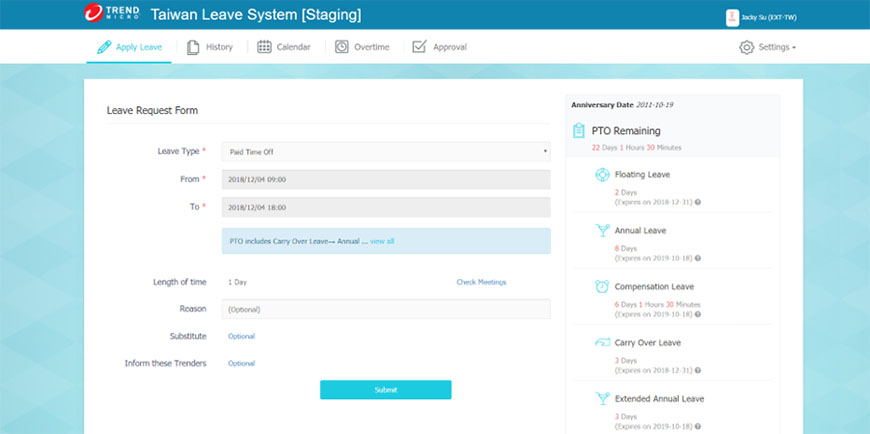 TREND MICRO
Taiwan Leave System [Staging]
Jacky Su (EXT-TW)
Apply Leave
History
Calendar
Overtime
Approval
Settings
Leave Request Form
Leave Type *
Paid Time Off
From *
2018/12/04 09:00
To *
2018/12/04 18:00
PTO includes Carry Over Leave→ Annual ... view all
Length of time
1 Day
Check Meetings
Reason
(Optional)
Substitute
Optional
Inform these Trenders
Optional
Submit
Anniversary Date 2011-10-19
PTO Remaining
22 Days 1 Hours 30 Minutes
Floating Leave
2 Days
(Expires on 2018-12-31)
Annual Leave
8 Days
(Expires on 2019-10-18)
Compensation Leave
6 Days 1 Hours 30 Minutes
(Expires on 2019-10-18)
Carry Over Leave
3 Days
(Expires on 2018-12-31)
Extended Annual Leave
3 Days
(Expires on 2019-10-18)